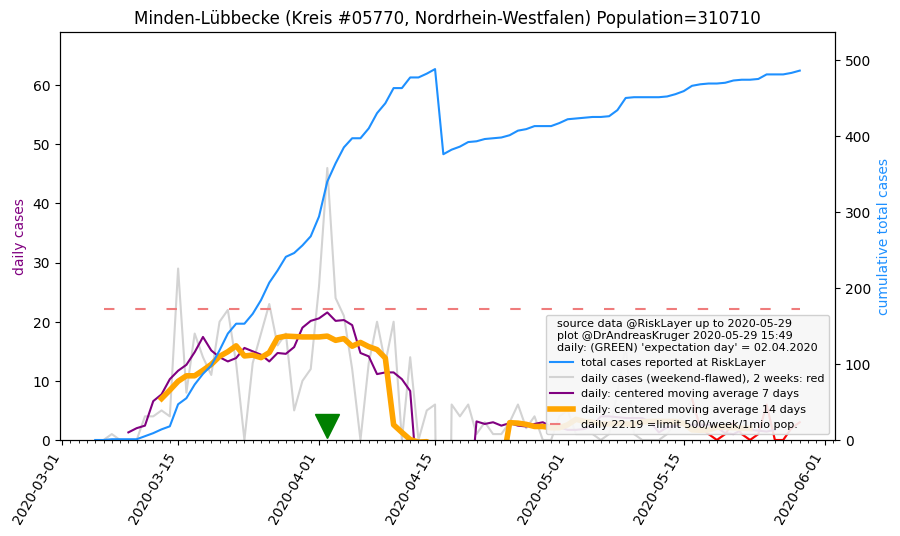 Minden-Lübbecke (Kreis #05770, Nordrhein-Westfalen) Population=310710
daily cases
cumulative total cases
60
50
40
30
20
10
0
500
400
300
200
100
0
source data @RiskLayer up to 2020-05-29
plot @DrAndreasKruger 2020-05-29 15:49
daily: (GREEN) 'expectation day' = 02.04.2020
total cases reported at RiskLayer
daily cases (weekend-flawed), 2 weeks: red
daily: centered moving average 7 days
daily: centered moving average 14 days
daily 22.19 =limit 500/week/1mio pop.
2020-03-01
2020-03-15
2020-04-01
2020-04-15
2020-05-01
2020-05-15
2020-06-01